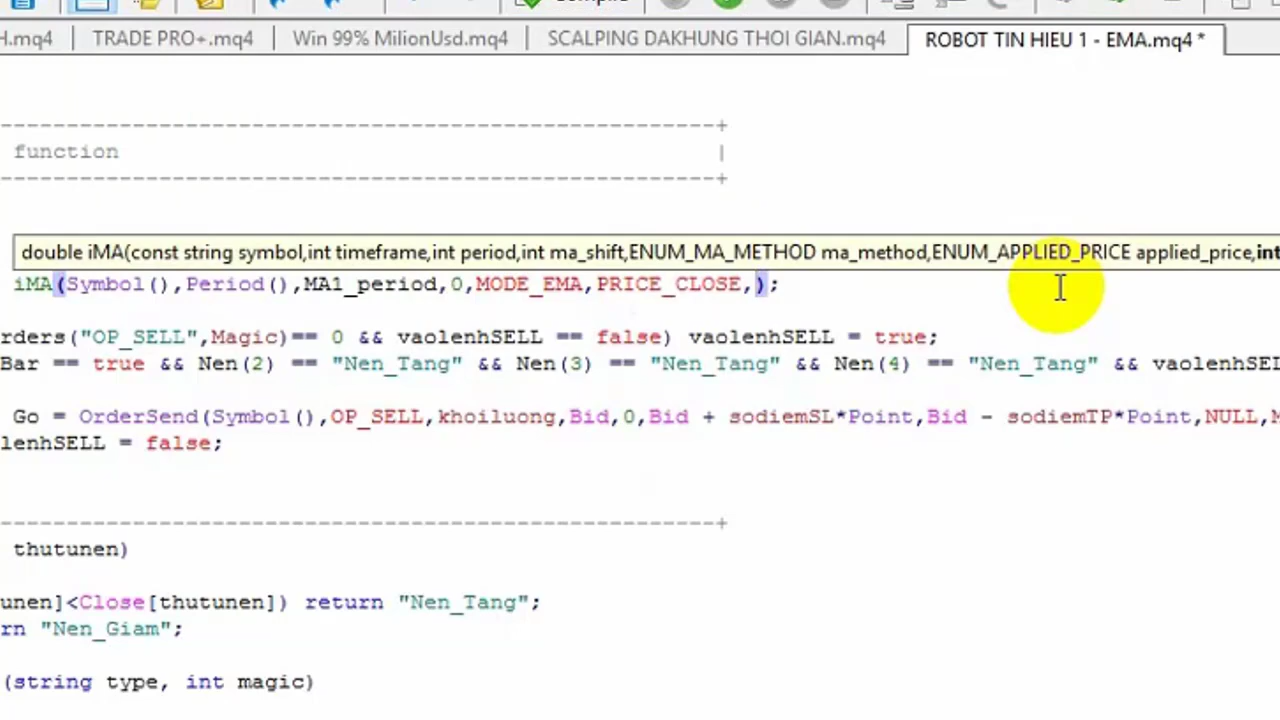 H.mq4 | TRADE PRO+.mq4 | Win 99% MilionUsd.mq4 | SCALPING DAKHUNG THOI GIAN.mq4 | ROBOT TIN HIEU 1 - EMA.mq4 *
------------------------------------------------------+
function |
------------------------------------------------------+
double iMA(const string symbol,int timeframe,int period,int ma_shift,ENUM_MA_METHOD ma_method,ENUM_APPLIED_PRICE applied_price,int
iMA(Symbol(),Period(),MA1_period,0,MODE_EMA,PRICE_CLOSE,);
rders("OP_SELL",Magic)== 0 && vaolenhSELL == false) vaolenhSELL = true;
Bar == true && Nen(2) == "Nen_Tang" && Nen(3) == "Nen_Tang" && Nen(4) == "Nen_Tang" && vaolenhSEL
Go = OrderSend(Symbol(),OP_SELL,khoiluong,Bid,0,Bid + sodiemSL*Point,Bid - sodiemTP*Point,NULL,M
lenhSELL = false;
------------------------------------------------------+
thutunen)
unen]<Close[thutunen]) return "Nen_Tang";
rn "Nen_Giam";
(string type, int magic)